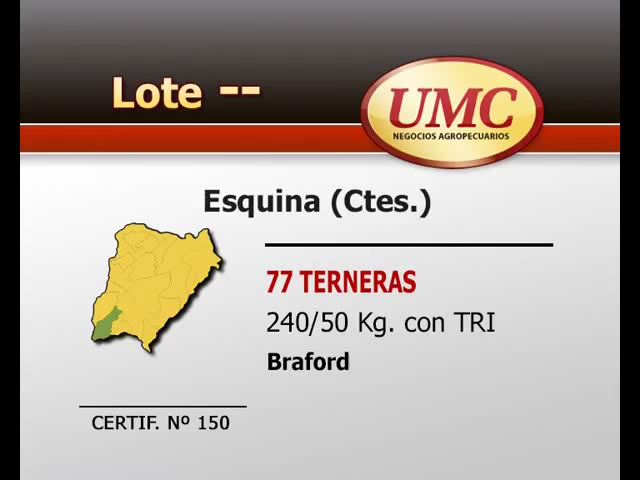 Lote --
UMC
NEGOCIOS AGROPECUARIOS
Esquina (Ctes.)
77 TERNERAS
240/50 Kg. con TRI
Braford
CERTIF. Nº 150